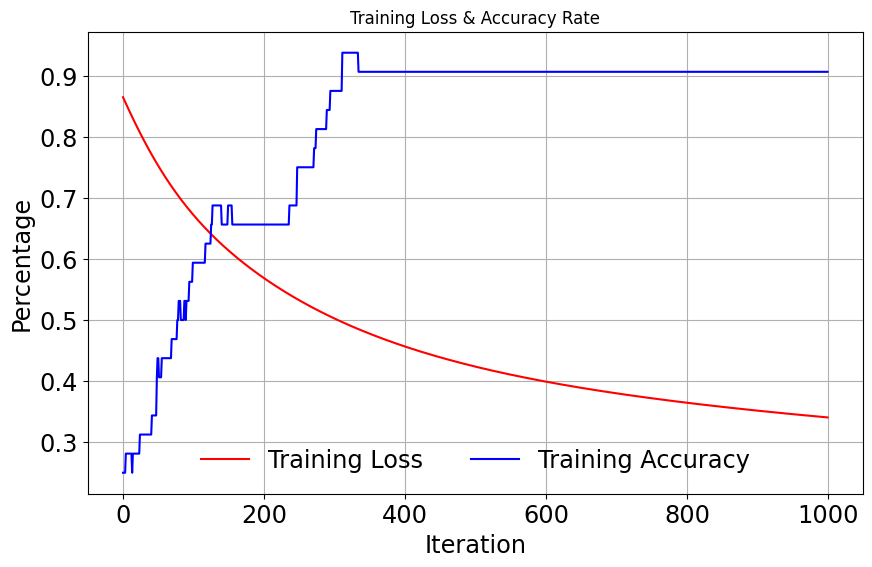 Training Loss & Accuracy Rate
Percentage
0.9
0.8
0.7
0.6
0.5
0.4
0.3
Training Loss Training Accuracy
0 200 400 600 800 1000
Iteration